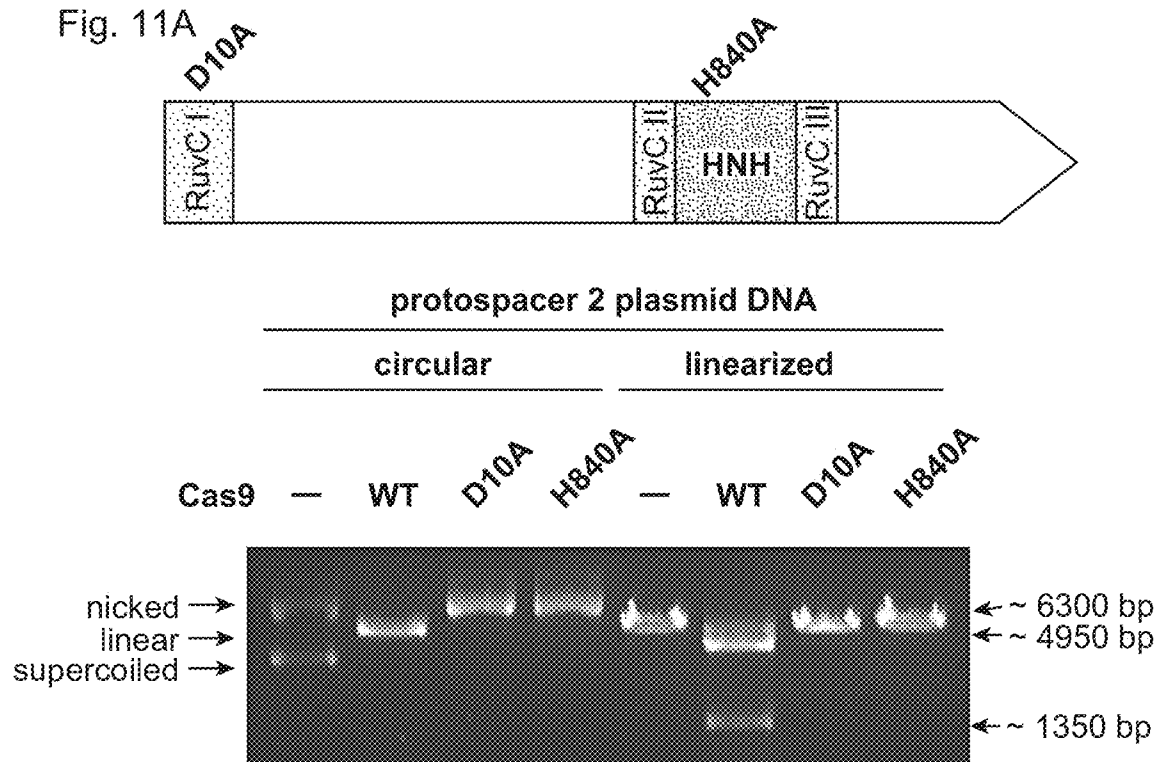 Fig. 11A
D10A
H840A
RuvC I
RuvC II
HNH
RuvC III
protospacer 2 plasmid DNA
circular linearized
Cas9 — WT D10A H840A — WT D10A H840A
nicked → ← ~ 6300 bp
linear → ← ~ 4950 bp
supercoiled →
← ~ 1350 bp